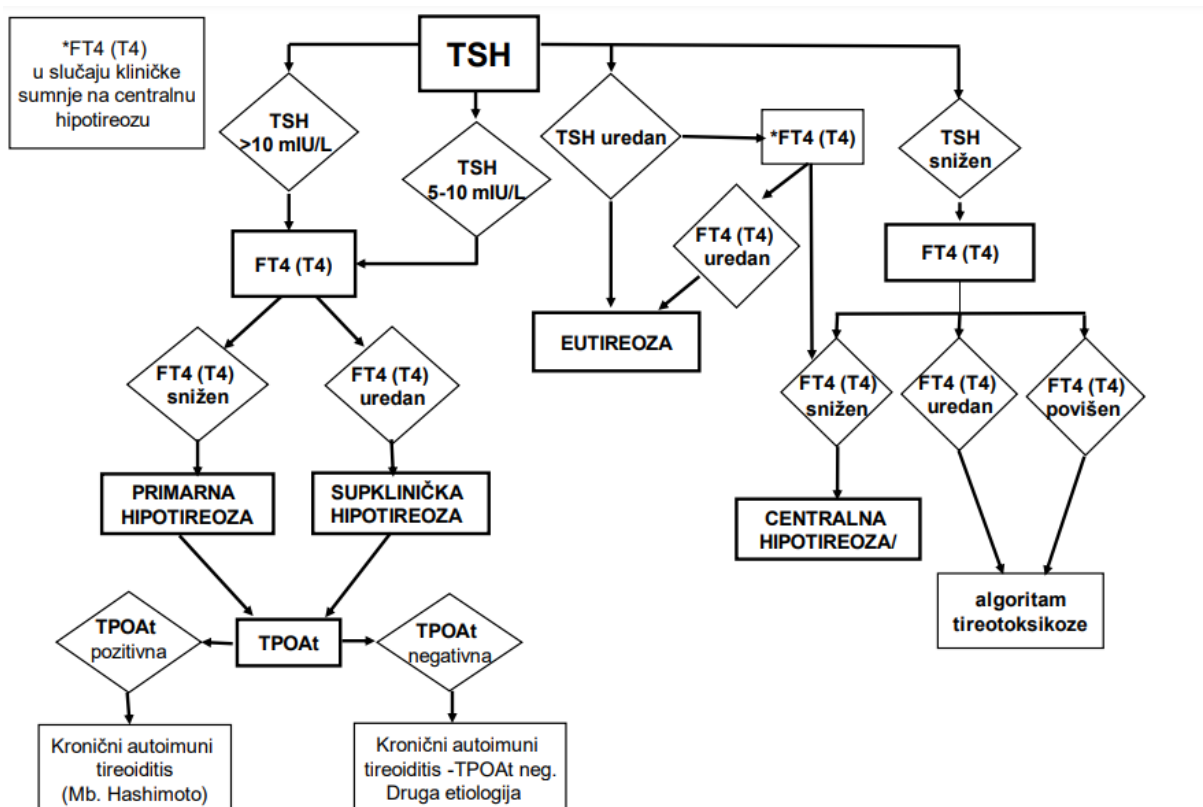 *FT4 (T4)
u slučaju kliničke
sumnje na centralnu
hipotireozu
TSH
TSH
>10 mIU/L
TSH
5-10 mIU/L
TSH uredan
*FT4 (T4)
TSH
snižen
FT4 (T4)
uredan
FT4 (T4)
FT4 (T4)
EUTIREOZA
FT4 (T4)
snižen
FT4 (T4)
uredan
FT4 (T4)
snižen
FT4 (T4)
uredan
FT4 (T4)
povišen
PRIMARNA
HIPOTIREOZA
SUPKLINIČKA
HIPOTIREOZA
CENTRALNA
HIPOTIREOZA/
algoritam
tireotoksikoze
TPOAt
pozitivna
TPOAt
TPOAt
negativna
Kronični autoimuni
tireoiditis
(Mb. Hashimoto)
Kronični autoimuni
tireoiditis -TPOAt neg.
Druga etiologija